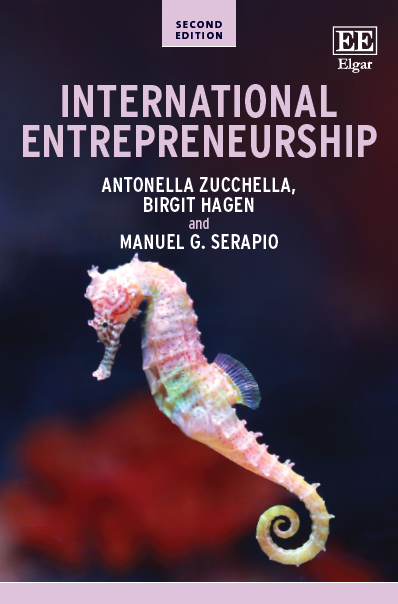 SECOND
EDITION
EE
Elgar
INTERNATIONAL
ENTREPRENEURSHIP
ANTONELLA ZUCCHELLA,
BIRGIT HAGEN
and
MANUEL G. SERAPIO